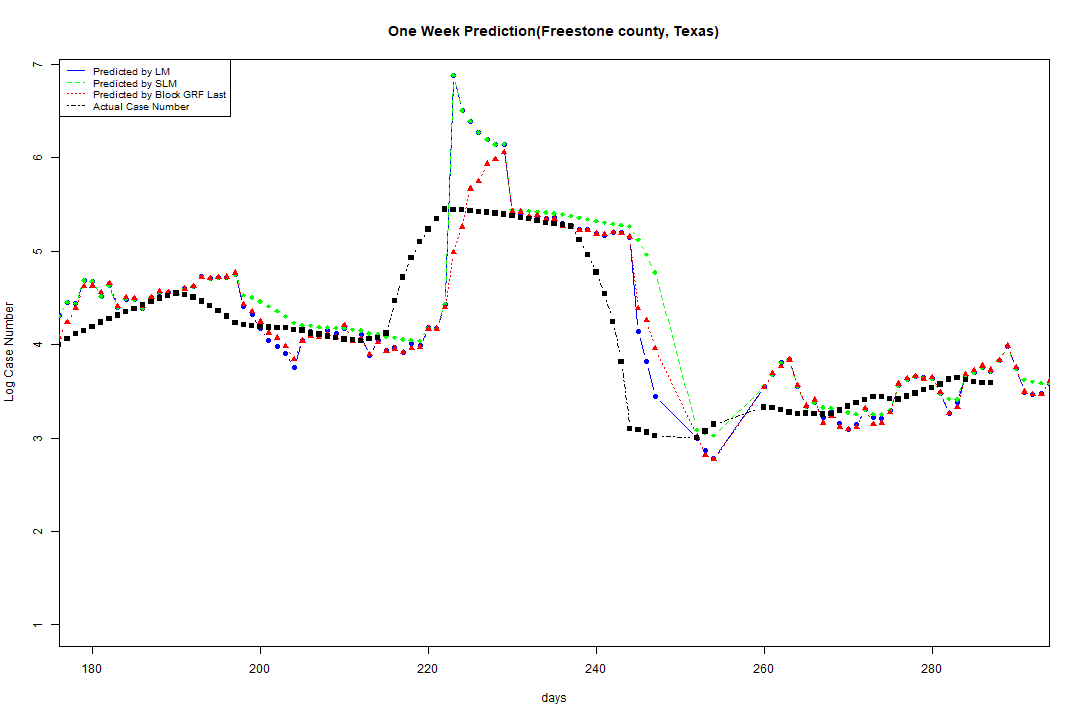 One Week Prediction(Freestone county, Texas)
Predicted by LM
Predicted by SLM
Predicted by Block GRF Last
Actual Case Number
7
6
5
4
3
2
1
Log Case Number
180 200 220 240 260 280
days